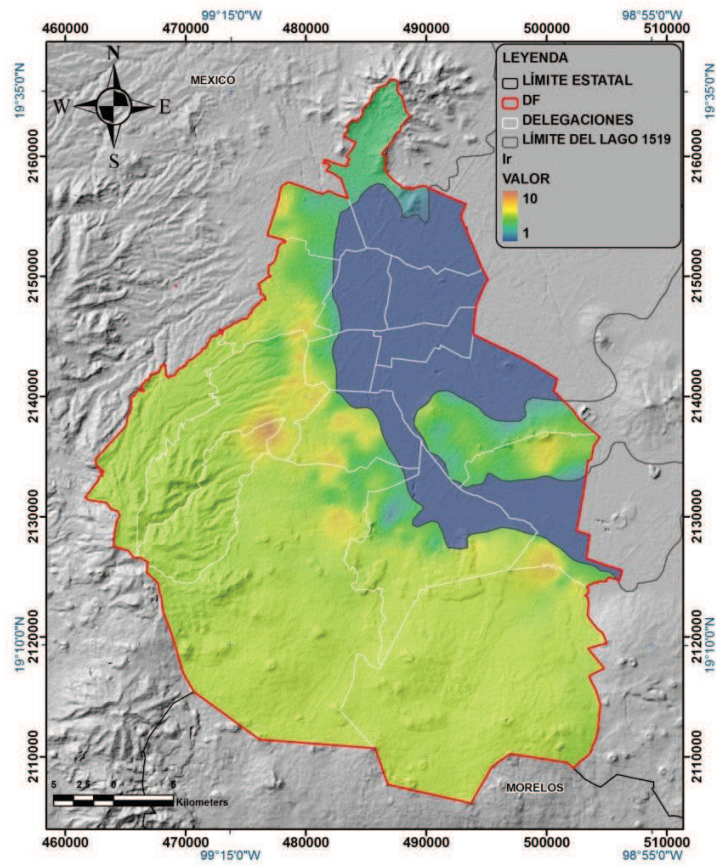 99°15'0"W
98°55'0"W
460000
470000
480000
490000
500000
510000
N
W
E
S
MEXICO
LEYENDA
LÍMITE ESTATAL
DF
DELEGACIONES
LÍMITE DEL LAGO 1519
Ir
VALOR
10
1
19°35'0"N
19°35'0"N
2160000
2160000
2150000
2150000
2140000
2140000
2130000
2130000
2120000
2120000
19°10'0"N
19°10'0"N
2110000
2110000
5
2.5
0
5
Kilometers
MORELOS
460000
470000
480000
490000
500000
510000
99°15'0"W
98°55'0"W